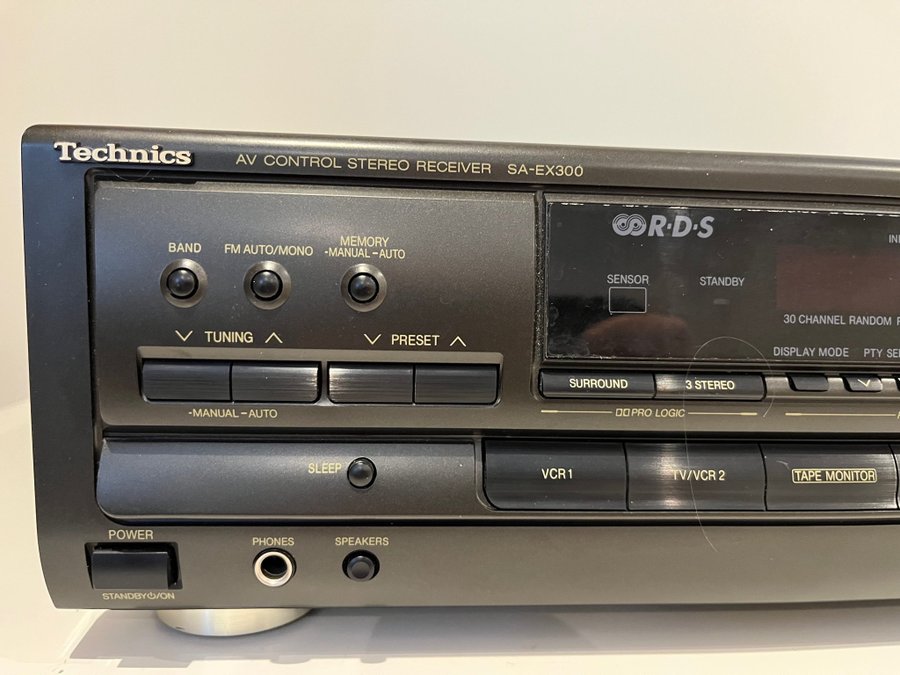 Technics AV CONTROL STEREO RECEIVER SA-EX300
R·D·S
BAND FM AUTO/MONO MEMORY
-MANUAL –AUTO
SENSOR STANDBY
30 CHANNEL RANDOM
TUNING PRESET
DISPLAY MODE
SURROUND 3 STEREO
-MANUAL –AUTO
PRO LOGIC
SLEEP
VCR 1 TV/VCR 2 TAPE MONITOR
POWER PHONES SPEAKERS
STANDBY⏻/ON